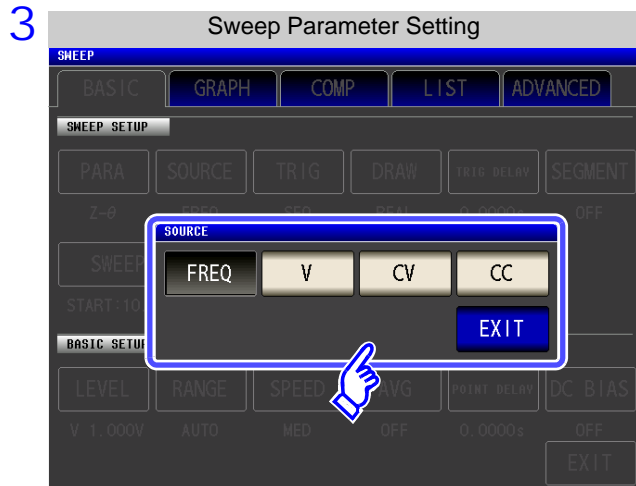 3
Sweep Parameter Setting
SWEEP
BASIC GRAPH COMP LIST ADVANCED
SWEEP SETUP
PARA SOURCE TRIG DRAW TRIG DELAY SEGMENT
Z-θ FREQ SEQ REAL 0.0000s OFF
SOURCE
SWEEP
FREQ V CV CC
START:10
EXIT
BASIC SETUP
LEVEL RANGE SPEED AVG POINT DELAY DC BIAS
V 1.000V AUTO MED OFF 0.0000s OFF
EXIT